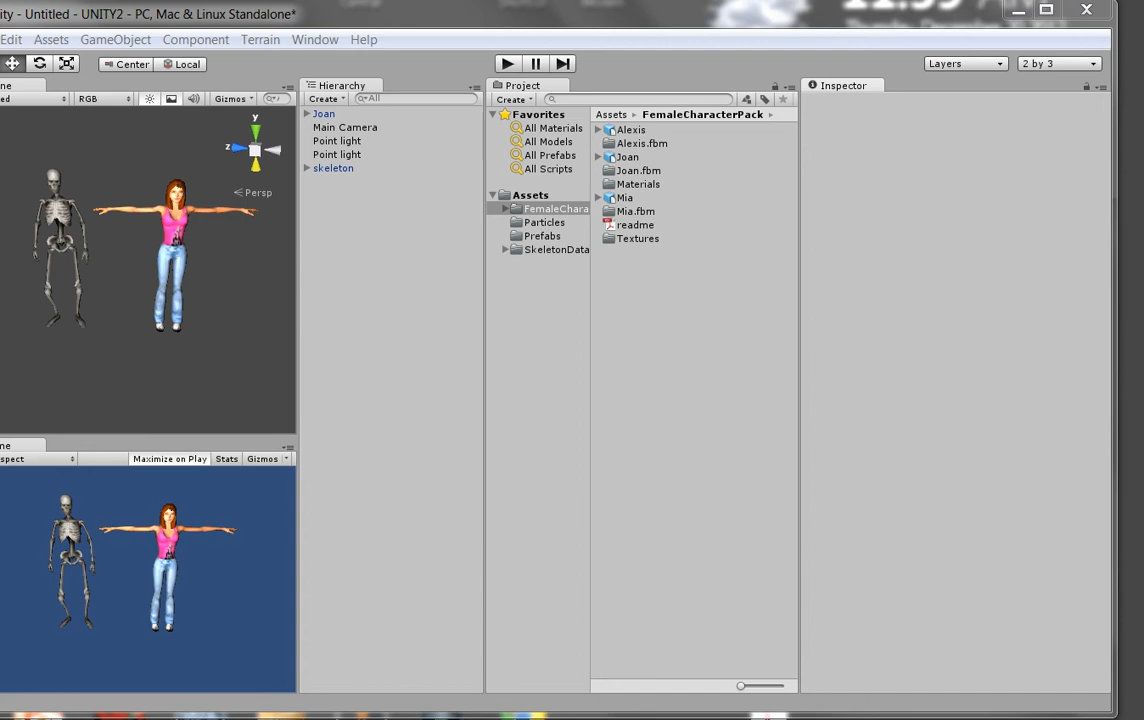 ity - Untitled - UNITY2 - PC, Mac & Linux Standalone*
Edit Assets GameObject Component Terrain Window Help
Center Local
Layers 2 by 3
ne
ed RGB Gizmos
y
z
Persp
ne
spect Maximize on Play Stats Gizmos
Hierarchy
Create All
Joan
Main Camera
Point light
Point light
skeleton
Project
Create
Favorites
All Materials
All Models
All Prefabs
All Scripts
Assets
FemaleChara
Particles
Prefabs
SkeletonData
Assets FemaleCharacterPack
Alexis
Alexis.fbm
Joan
Joan.fbm
Materials
Mia
Mia.fbm
readme
Textures
Inspector